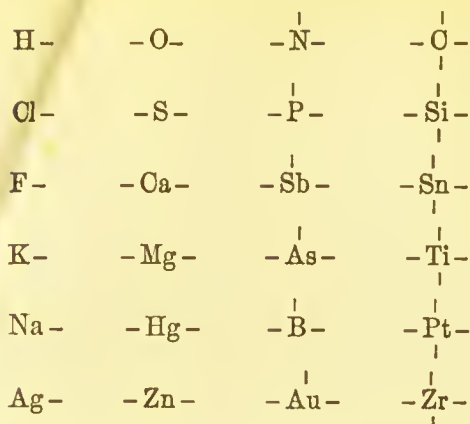 H– –O– –N– –C–
Cl– –S– –P– –Si–
F– –Ca– –Sb– –Sn–
K– –Mg– –As– –Ti–
Na– –Hg– –B– –Pt–
Ag– –Zn– –Au– –Zr–